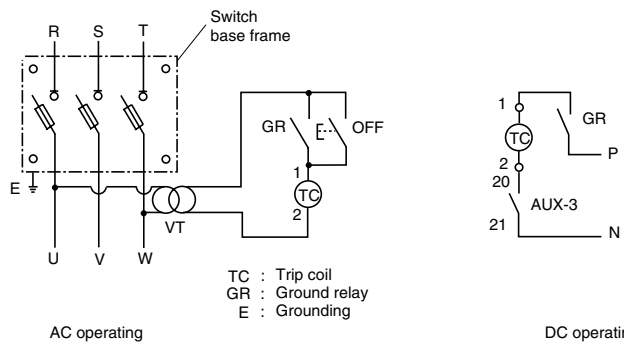 Switch
base frame
R S T
GR OFF
1
TC
2
E
VT
U V W
TC : Trip coil
GR : Ground relay
E : Grounding
AC operating
1
GR
TC
P
2
20
AUX-3
21
N
DC